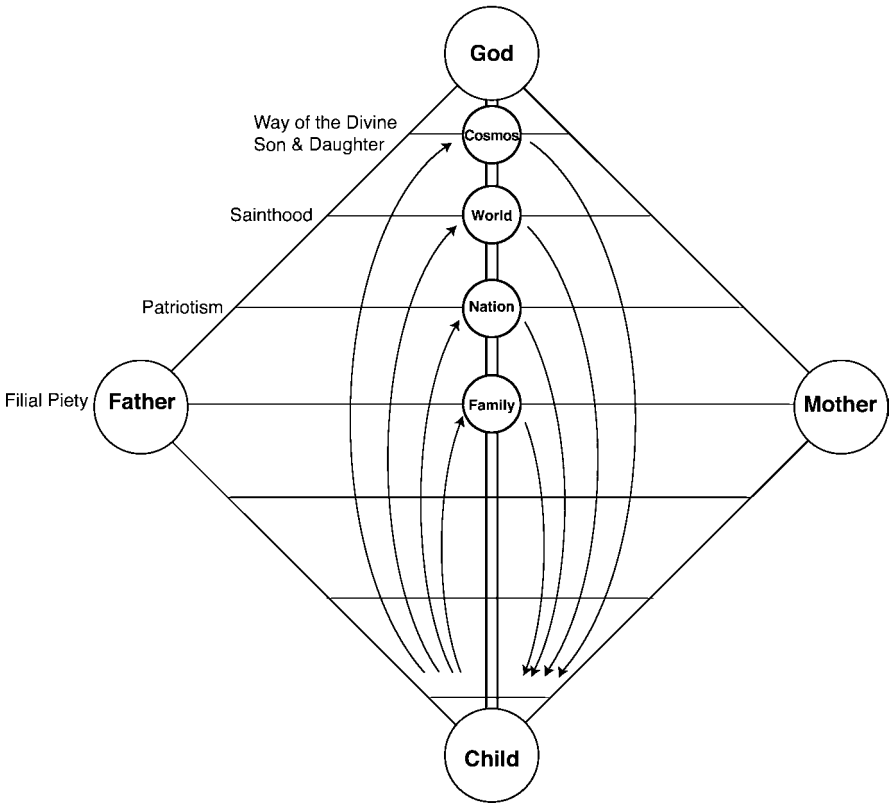 God
Way of the Divine
Son & Daughter
Cosmos
Sainthood
World
Patriotism
Nation
Filial Piety
Father
Family
Mother
Child